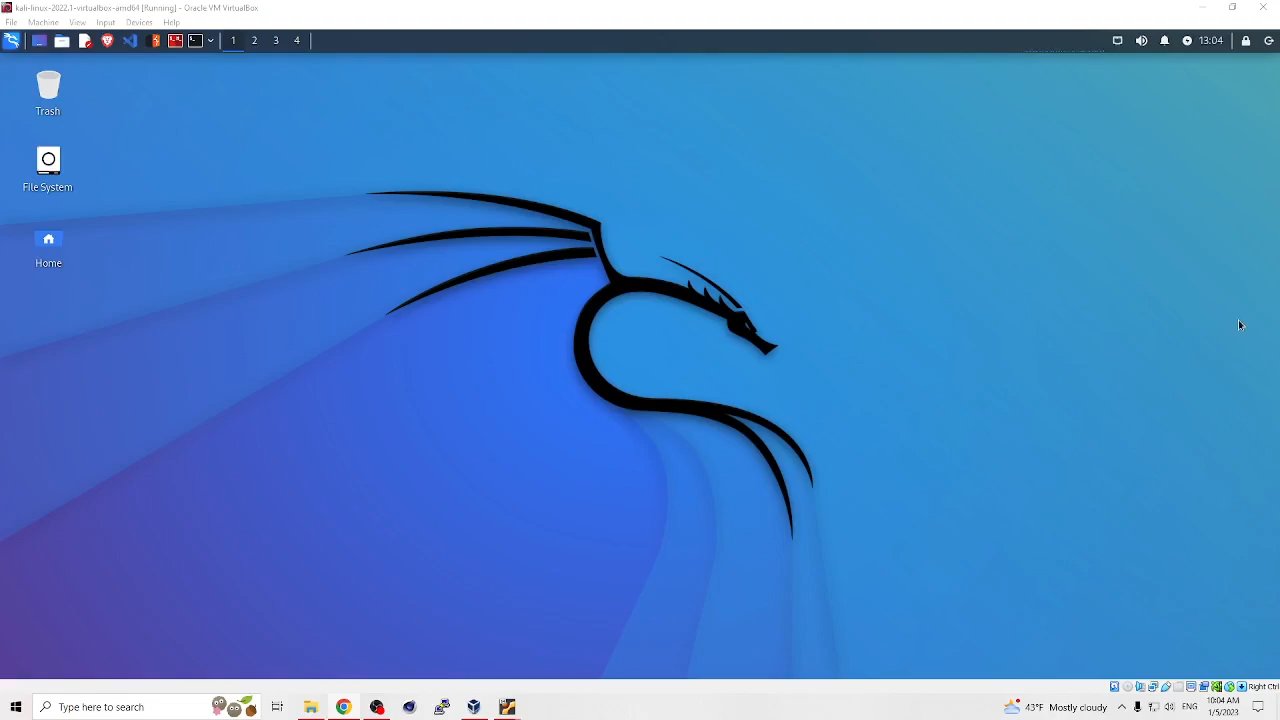 kali-linux-2022.1-virtualbox-amd64 [Running] - Oracle VM VirtualBox
File Machine View Input Devices Help
1 2 3 4 13:04
Trash
File System
Home
Right Ctrl
Type here to search 43°F Mostly cloudy ENG 10:04 AM
1/5/2023